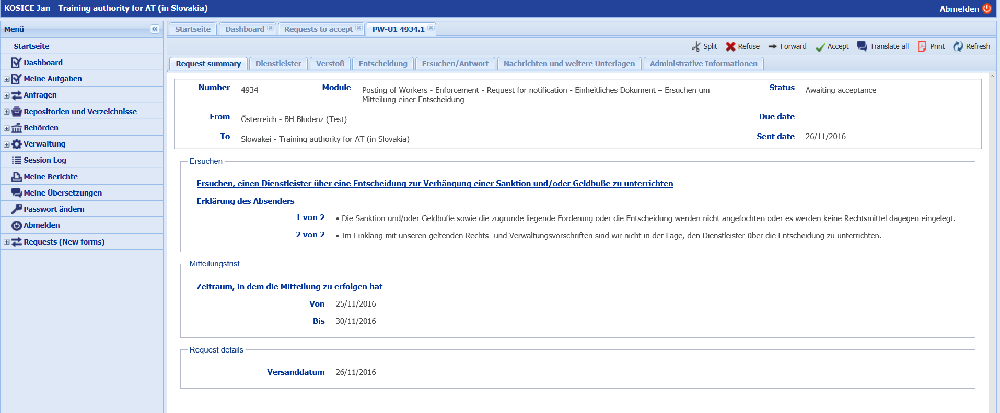 KOSICE Jan - Training authority for AT (in Slovakia)
Abmelden
Menü
Startseite
Dashboard
Meine Aufgaben
Anfragen
Repositorien und Verzeichnisse
Behörden
Verwaltung
Session Log
Meine Berichte
Meine Übersetzungen
Passwort ändern
Abmelden
Requests (New forms)
Startseite Dashboard Requests to accept PW-U1 4934.1
Split Refuse Forward Accept Translate all Print Refresh
Request summary Dienstleister Verstoß Entscheidung Ersuchen/Antwort Nachrichten und weitere Unterlagen Administrative Informationen
Number 4934 Module Posting of Workers - Enforcement - Request for notification - Einheitliches Dokument – Ersuchen um Status Awaiting acceptance
Mitteilung einer Entscheidung
From Österreich - BH Bludenz (Test) Due date
To Slowakei - Training authority for AT (in Slovakia) Sent date 26/11/2016
Ersuchen
Ersuchen, einen Dienstleister über eine Entscheidung zur Verhängung einer Sanktion und/oder Geldbuße zu unterrichten
Erklärung des Absenders
1 von 2 • Die Sanktion und/oder Geldbuße sowie die zugrunde liegende Forderung oder die Entscheidung werden nicht angefochten oder es werden keine Rechtsmittel dagegen eingelegt.
2 von 2 • Im Einklang mit unseren geltenden Rechts- und Verwaltungsvorschriften sind wir nicht in der Lage, den Dienstleister über die Entscheidung zu unterrichten.
Mitteilungsfrist
Zeitraum, in dem die Mitteilung zu erfolgen hat
Von 25/11/2016
Bis 30/11/2016
Request details
Versanddatum 26/11/2016